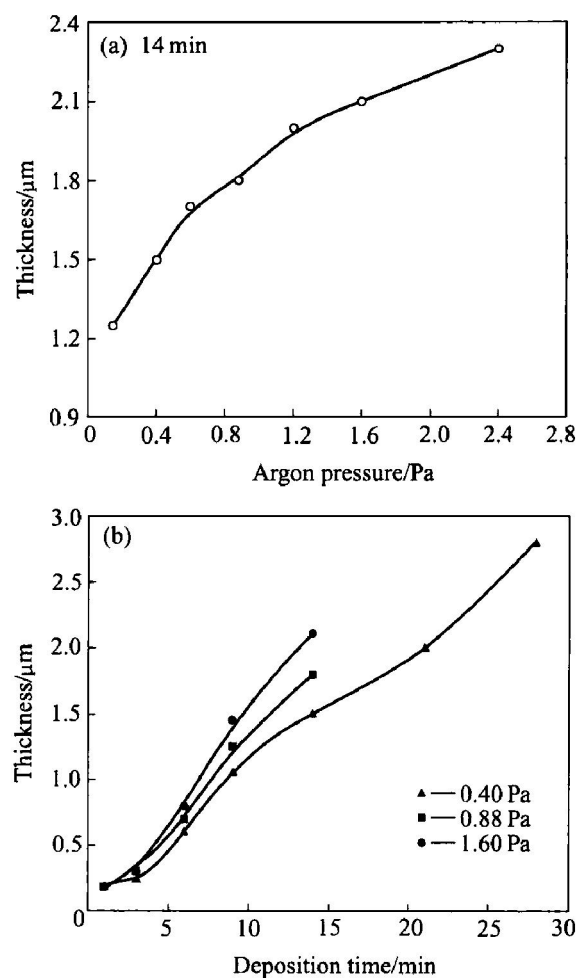 (a) 14 min
2.4
2.1
1.8
1.5
1.2
0.9
Thickness/μm
0 0.4 0.8 1.2 1.6 2.0 2.4 2.8
Argon pressure/Pa
(b)
3.0
2.5
2.0
1.5
1.0
0.5
0
Thickness/μm
0.40 Pa
0.88 Pa
1.60 Pa
5 10 15 20 25 30
Deposition time/min